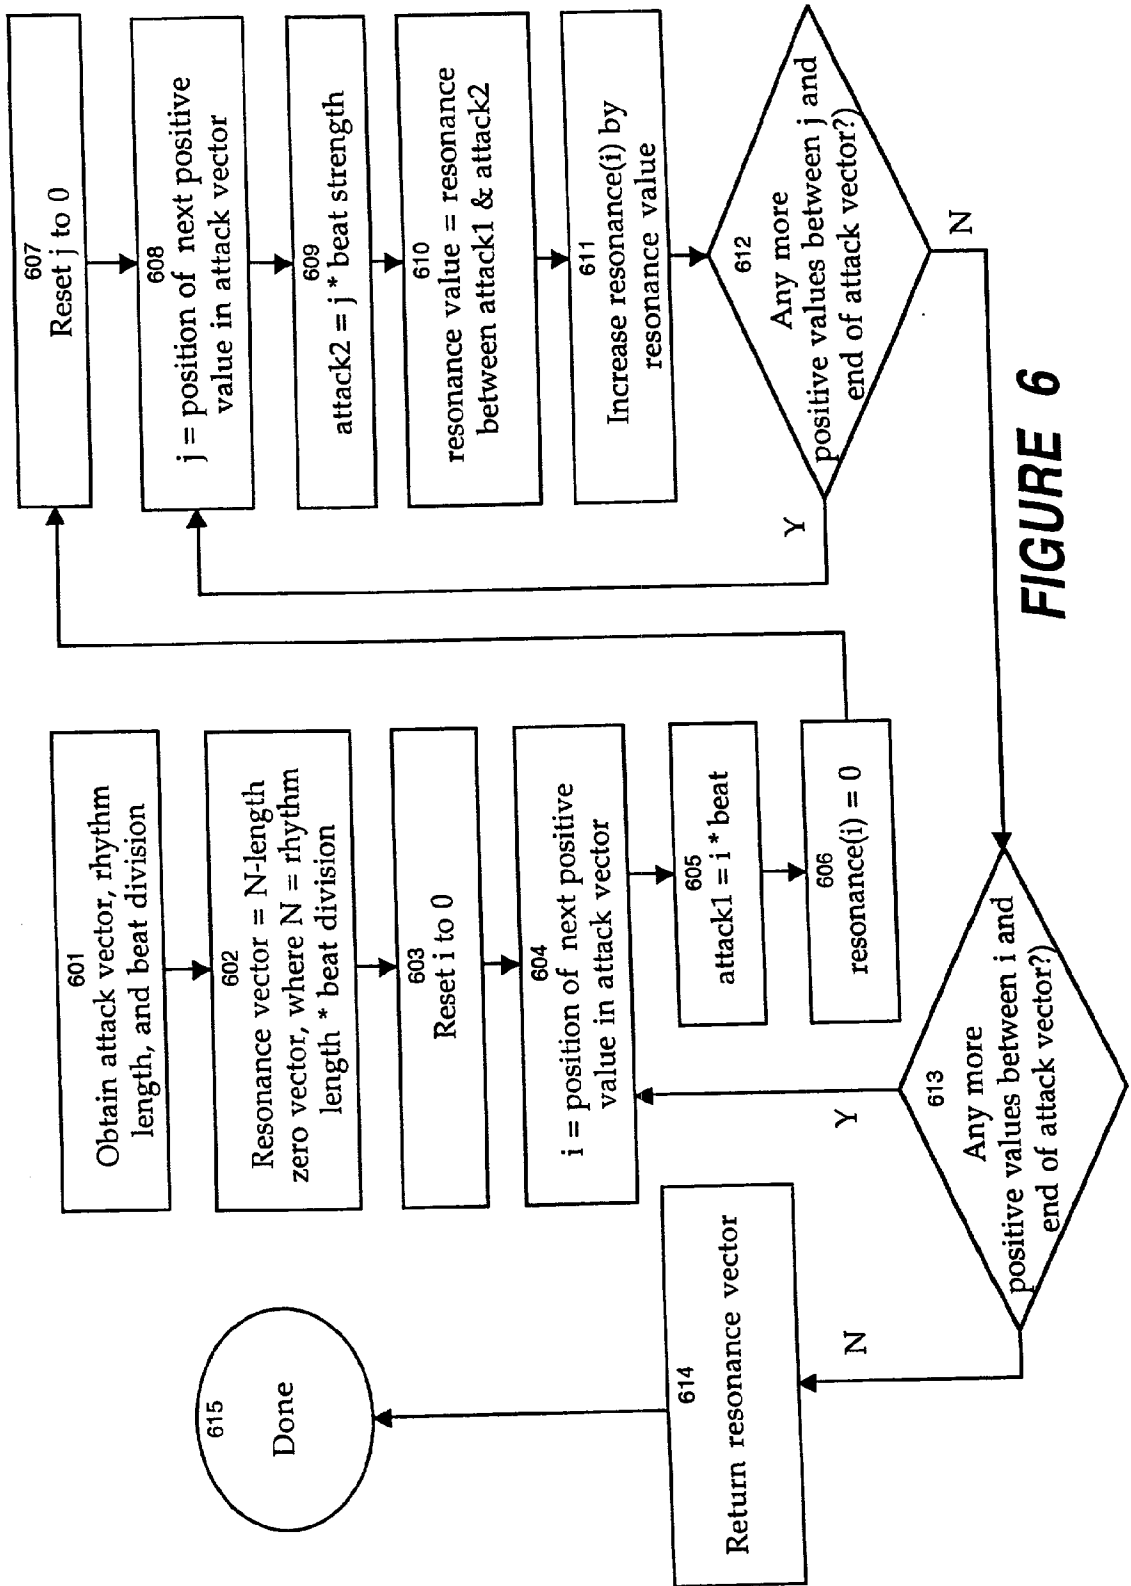 601
Obtain attack vector, rhythm
length, and beat division
602
Resonance vector = N-length
zero vector, where N = rhythm
length * beat division
603
Reset i to 0
604
i = position of next positive
value in attack vector
605
attack1 = i * beat
606
resonance(i) = 0
607
Reset j to 0
608
j = position of next positive
value in attack vector
609
attack2 = j * beat strength
610
resonance value = resonance
between attack1 & attack2
611
Increase resonance(i) by
resonance value
612
Any more
positive values between j and
end of attack vector?)
Y
N
613
Any more
positive values between i and
end of attack vector?)
Y
N
614
Return resonance vector
615
Done
FIGURE 6